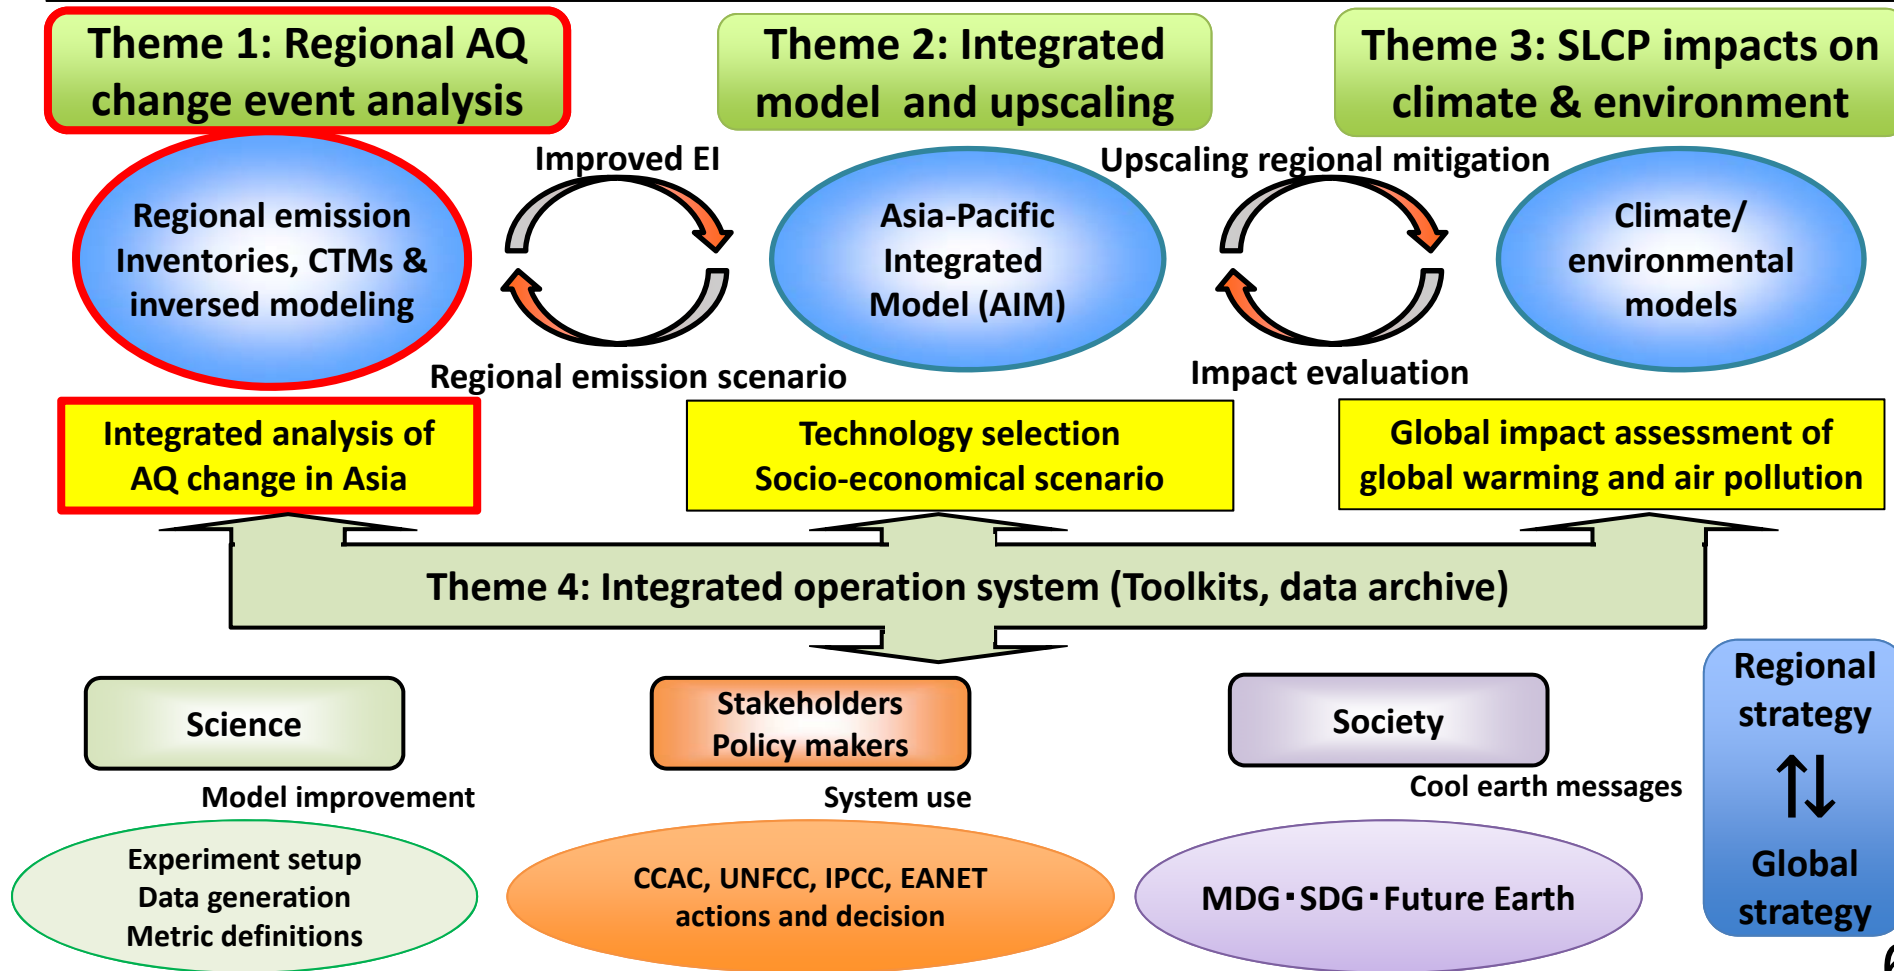 Theme 1: Regional AQ
change event analysis
Theme 2: Integrated
model and upscaling
Theme 3: SLCP impacts on
climate & environment
Improved EI
Upscaling regional mitigation
Regional emission
Inventories, CTMs &
inversed modeling
Asia-Pacific
Integrated
Model (AIM)
Climate/
environmental
models
Regional emission scenario
Impact evaluation
Integrated analysis of
AQ change in Asia
Technology selection
Socio-economical scenario
Global impact assessment of
global warming and air pollution
Theme 4: Integrated operation system (Toolkits, data archive)
Science
Stakeholders
Policy makers
Society
Model improvement
System use
Cool earth messages
Experiment setup
Data generation
Metric definitions
CCAC, UNFCC, IPCC, EANET
actions and decision
MDG・SDG・Future Earth
Regional
strategy
⇅
Global
strategy